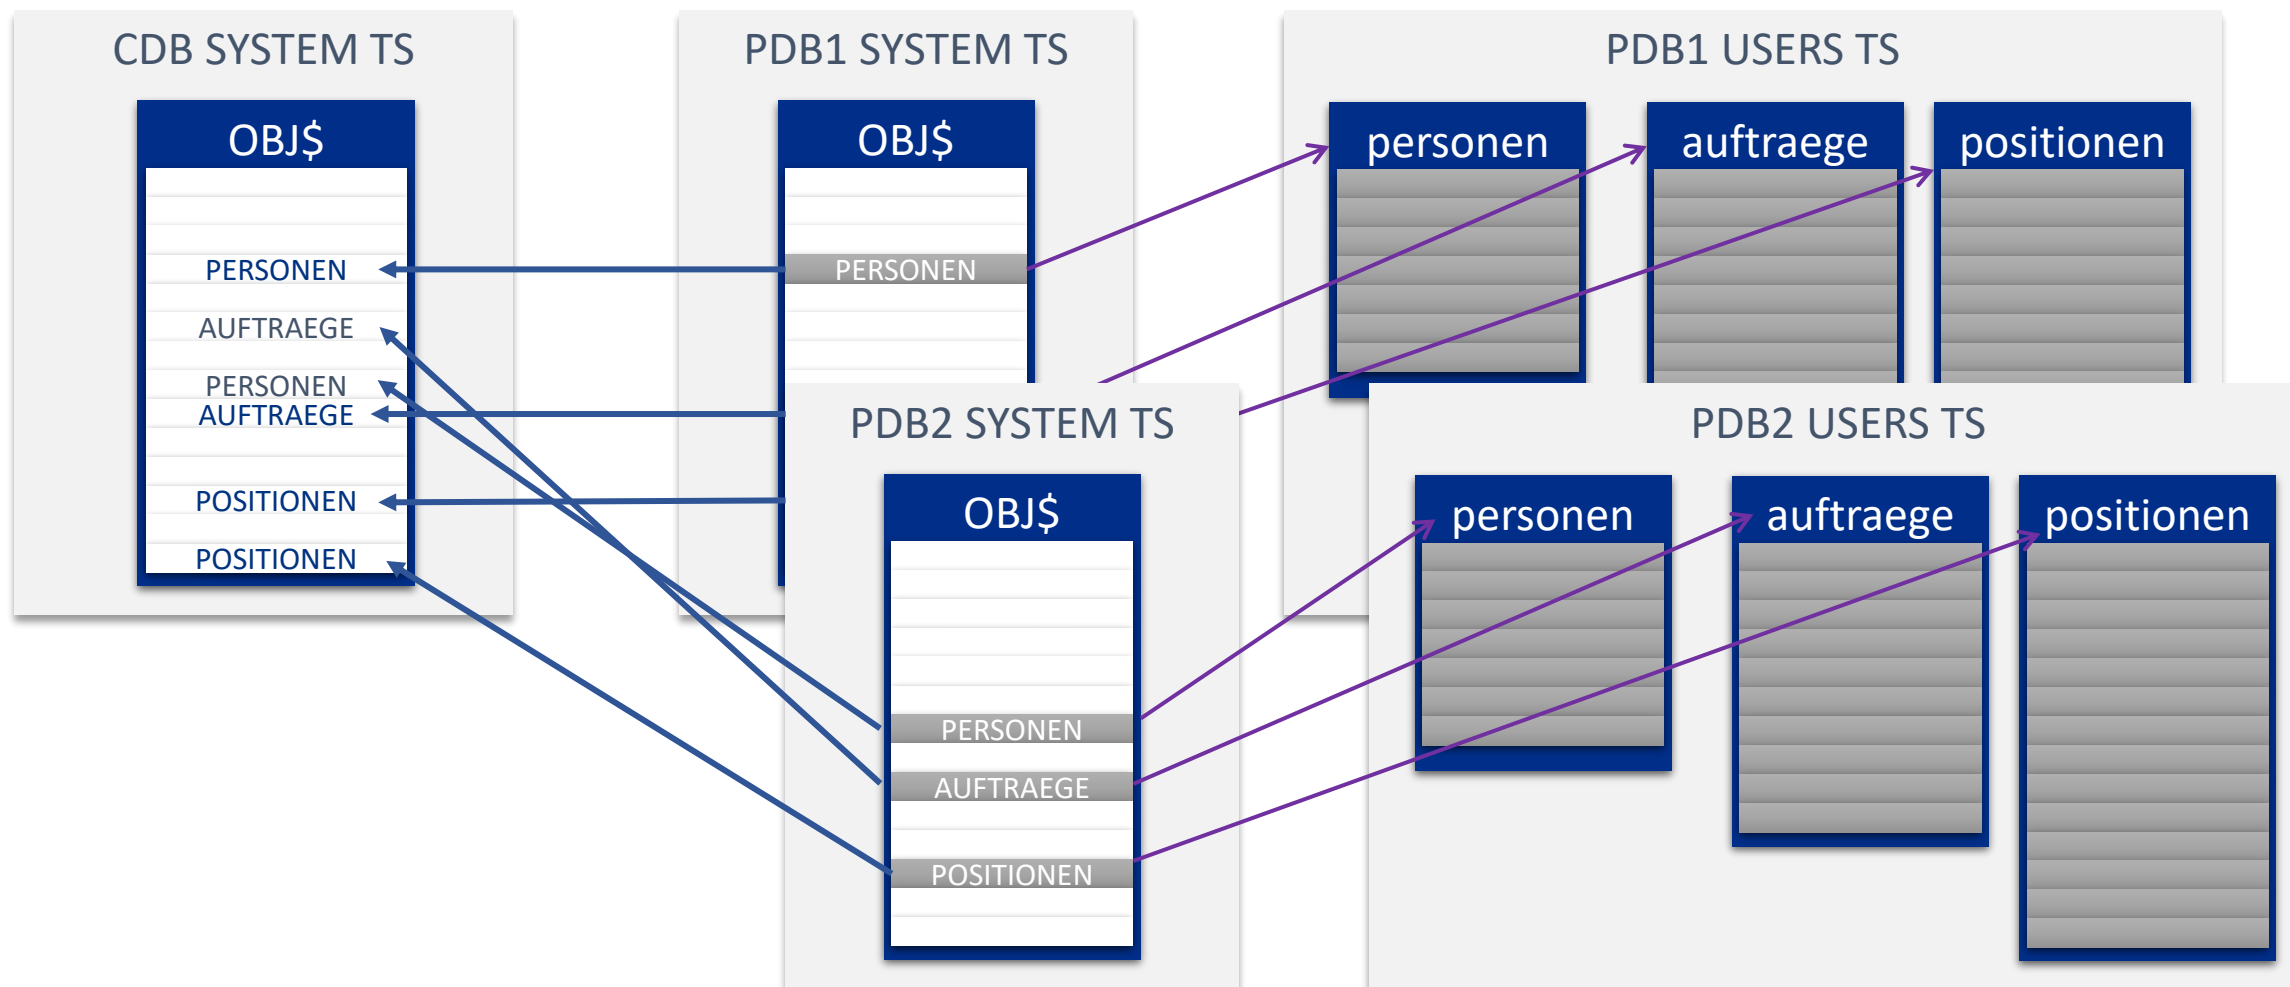 CDB SYSTEM TS
OBJ$
PERSONEN
AUFTRAEGE
PERSONEN
AUFTRAEGE
POSITIONEN
POSITIONEN
PDB1 SYSTEM TS
OBJ$
PERSONEN
PDB1 USERS TS
personen
auftraege
positionen
PDB2 SYSTEM TS
OBJ$
PERSONEN
AUFTRAEGE
POSITIONEN
PDB2 USERS TS
personen
auftraege
positionen